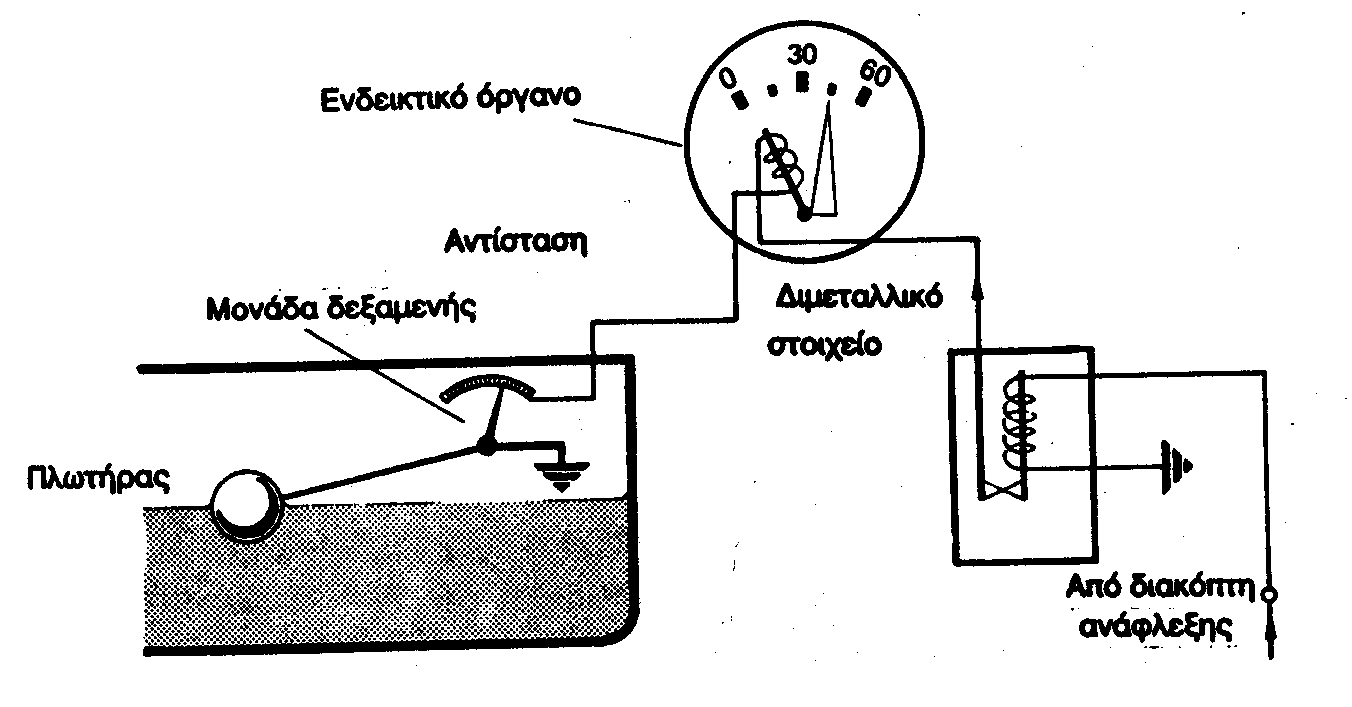 0 30 60
Ενδεικτικό όργανο
Αντίσταση
Μονάδα δεξαμενής
Διμεταλλικό
στοιχείο
Πλωτήρας
Από διακόπτη
ανάφλεξης